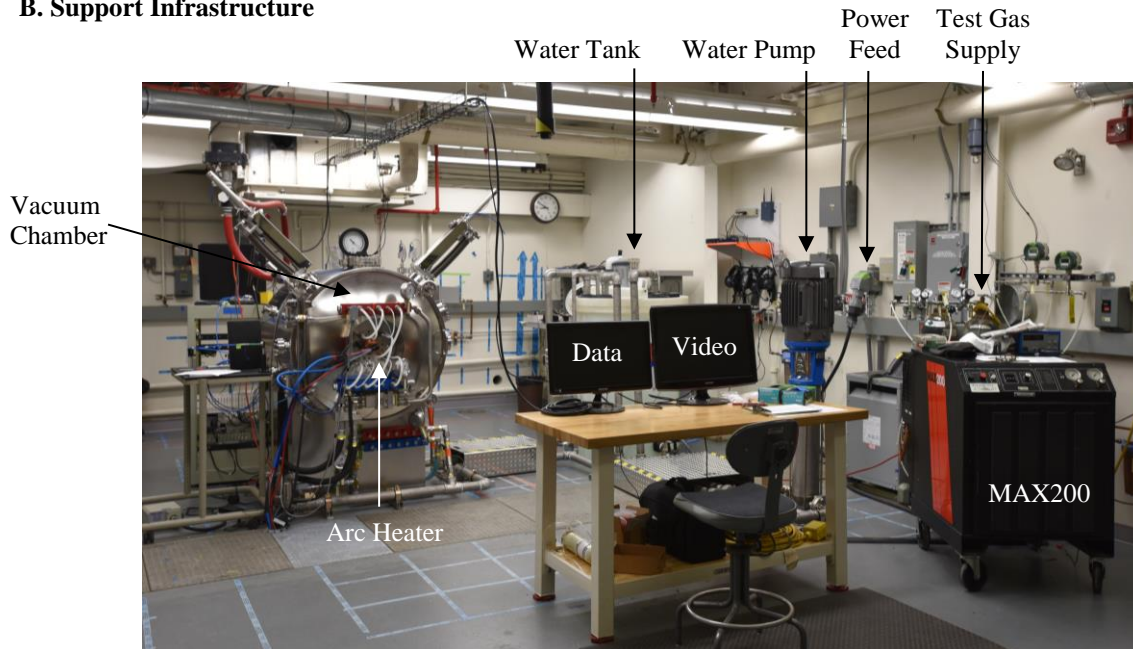 B. Support Infrastructure
Power
Feed
Test Gas
Supply
Water Tank
Water Pump
Vacuum
Chamber
Data
Video
MAX200
Arc Heater